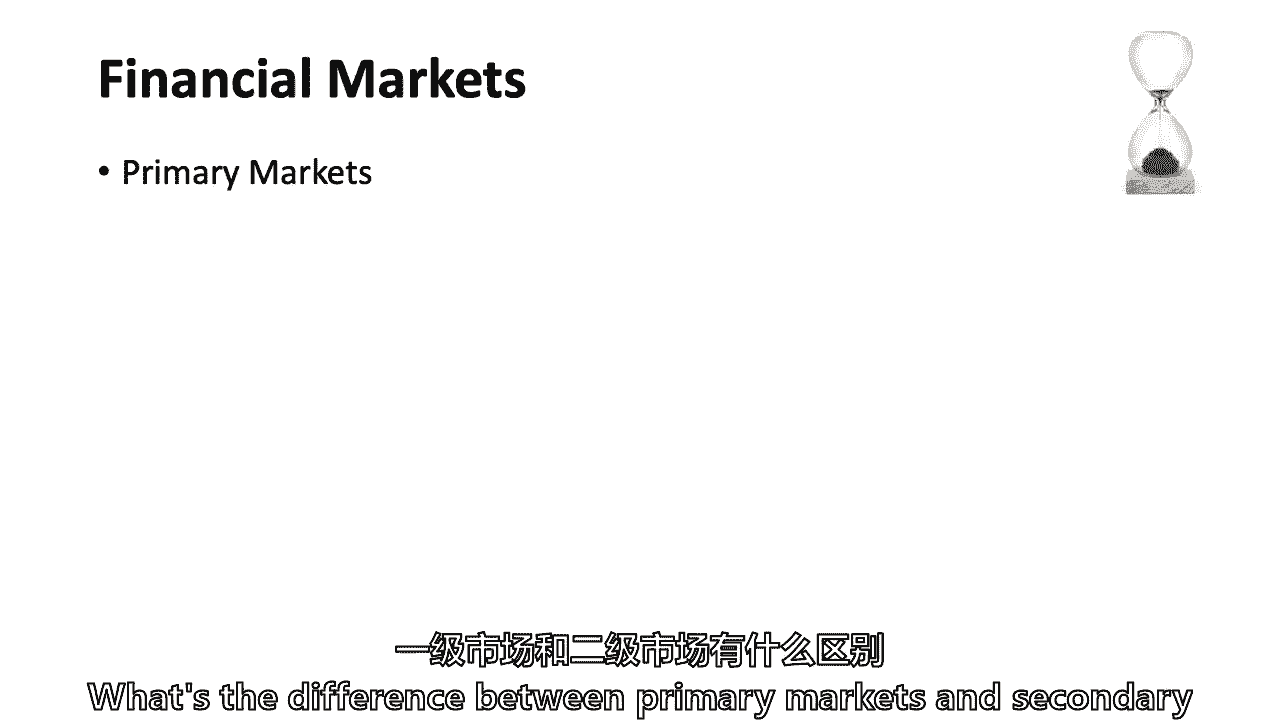 Financial Markets
• Primary Markets
一级市场和二级市场有什么区别
What's the difference between primary markets and secondary